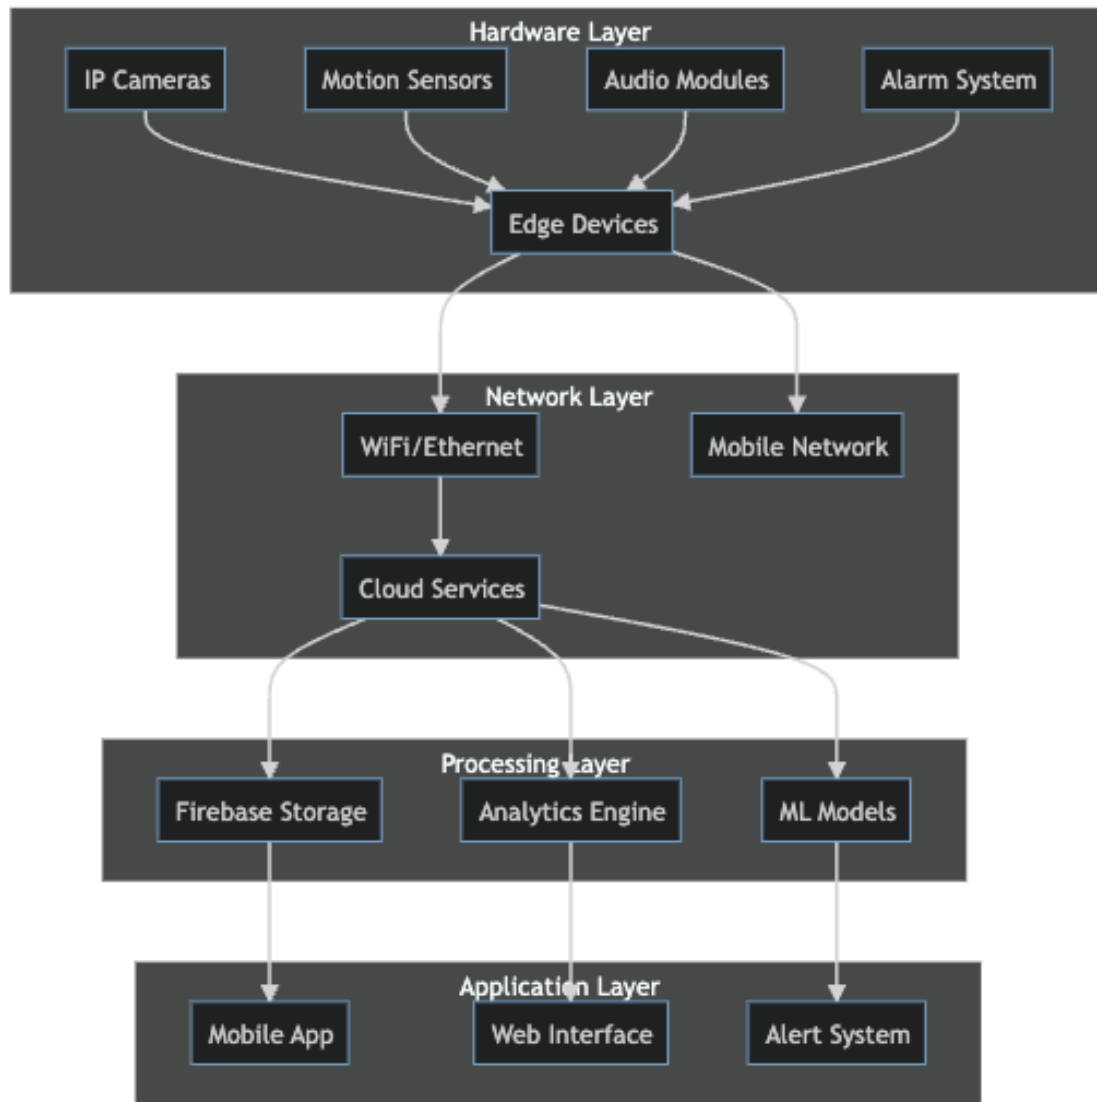 Hardware Layer
IP Cameras
Motion Sensors
Audio Modules
Alarm System
Edge Devices
Network Layer
WiFi/Ethernet
Mobile Network
Cloud Services
Processing Layer
Firebase Storage
Analytics Engine
ML Models
Application Layer
Mobile App
Web Interface
Alert System